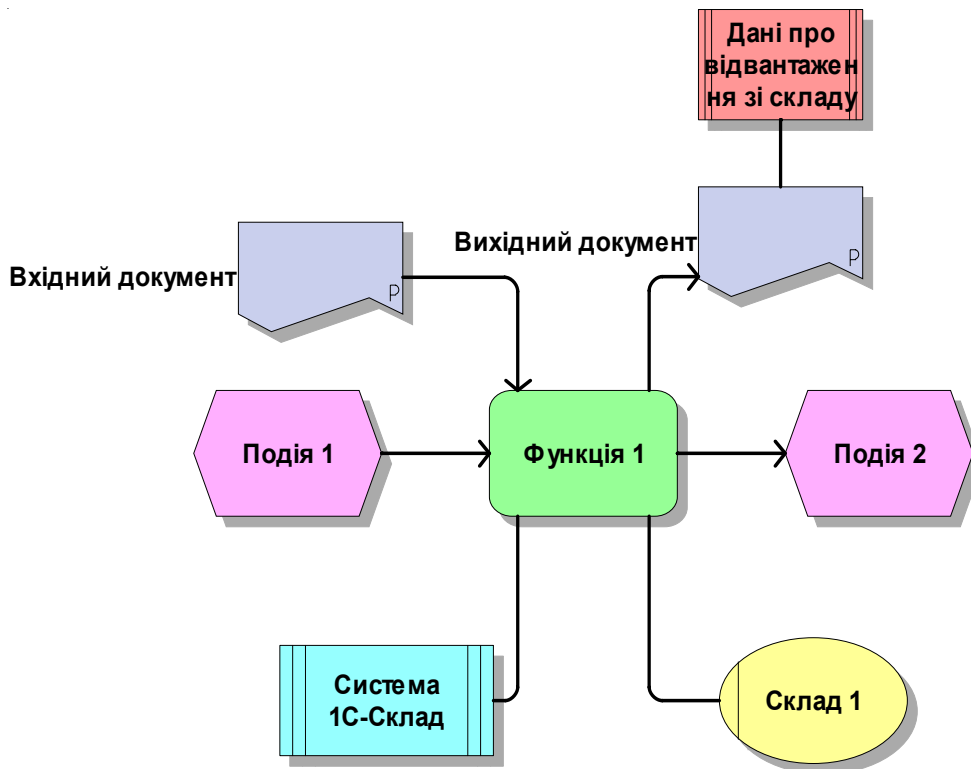 Дані про
відвантажен
ня зі складу
Вихідний документ
Вхідний документ
P
P
Подія 1
Функція 1
Подія 2
Система
1С-Склад
Склад 1